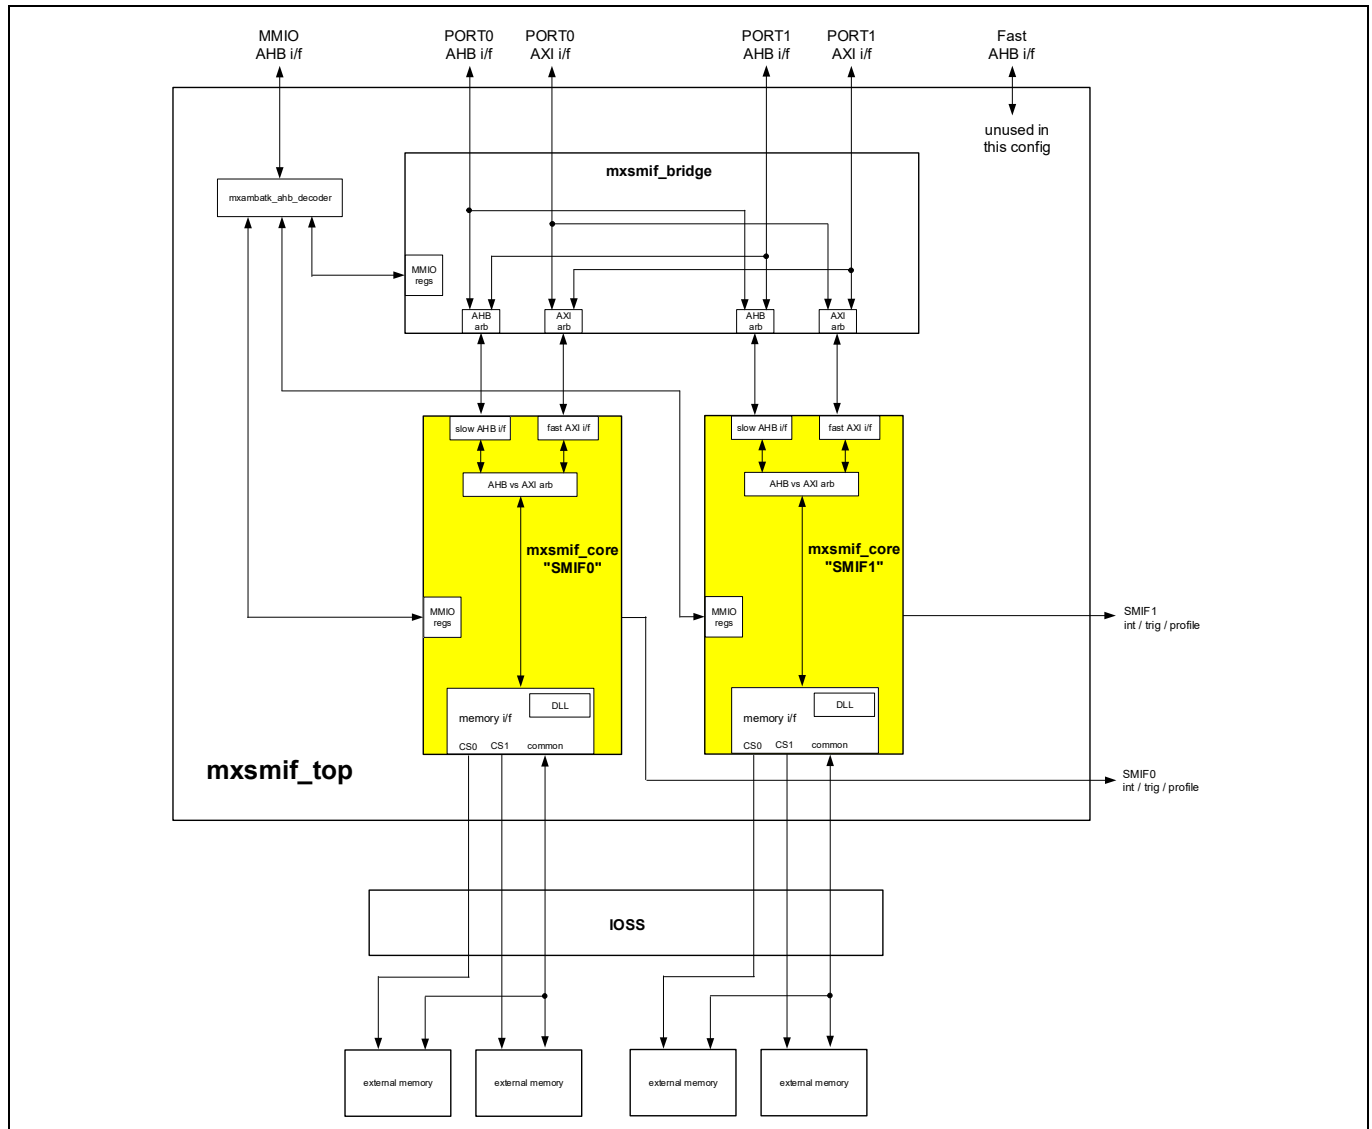 MMIO
AHB i/f
PORT0
AHB i/f
PORT0
AXI i/f
PORT1
AHB i/f
PORT1
AXI i/f
Fast
AHB i/f
unused in
this config
mxsmif_bridge
mxambatk_ahb_decoder
MMIO
regs
AHB
arb
AXI
arb
AHB
arb
AXI
arb
slow AHB i/f
fast AXI i/f
slow AHB i/f
fast AXI i/f
AHB vs AXI arb
AHB vs AXI arb
mxsmif_core
"SMIF0"
mxsmif_core
"SMIF1"
MMIO
regs
MMIO
regs
SMIF1
int / trig / profile
DLL
memory i/f
CS0
CS1
common
DLL
memory i/f
CS0
CS1
common
mxsmif_top
SMIF0
int / trig / profile
IOSS
external memory
external memory
external memory
external memory